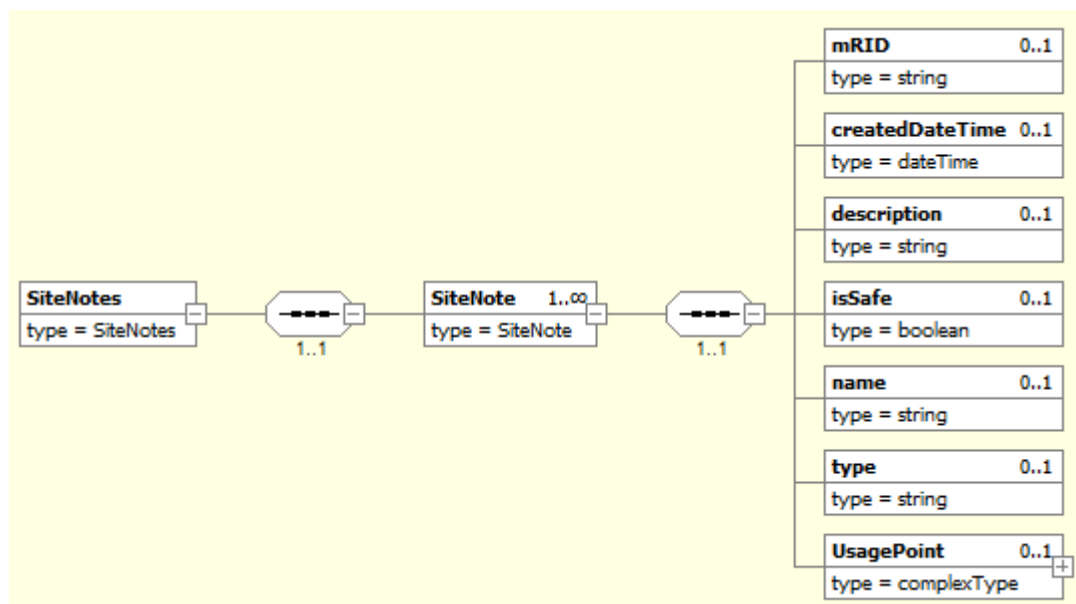 mRID 0..1
type = string
createdDateTime 0..1
type = dateTime
description 0..1
type = string
SiteNotes
type = SiteNotes
1..1
SiteNote 1..∞
type = SiteNote
1..1
isSafe 0..1
type = boolean
name 0..1
type = string
type 0..1
type = string
UsagePoint 0..1
type = complexType